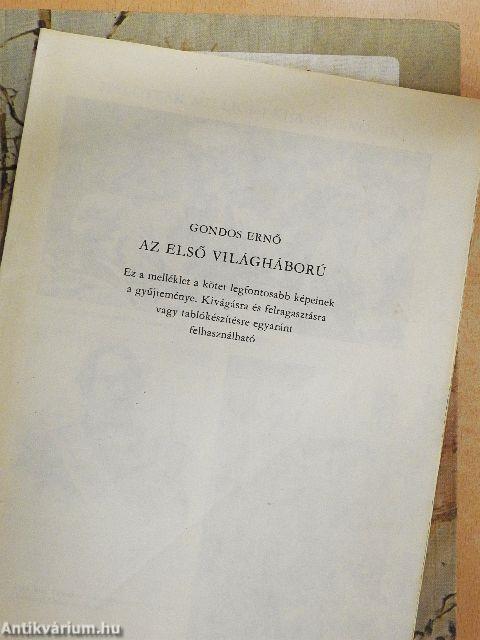 GONDOS ERNŐ
AZ ELSŐ VILÁGHÁBORÚ
Ez a melléklet a kötet legfontosabb képeinek
a gyűjteménye. Kivágásra és felragasztásra
vagy tablókészítésre egyaránt
felhasználható
Antikvárium.hu